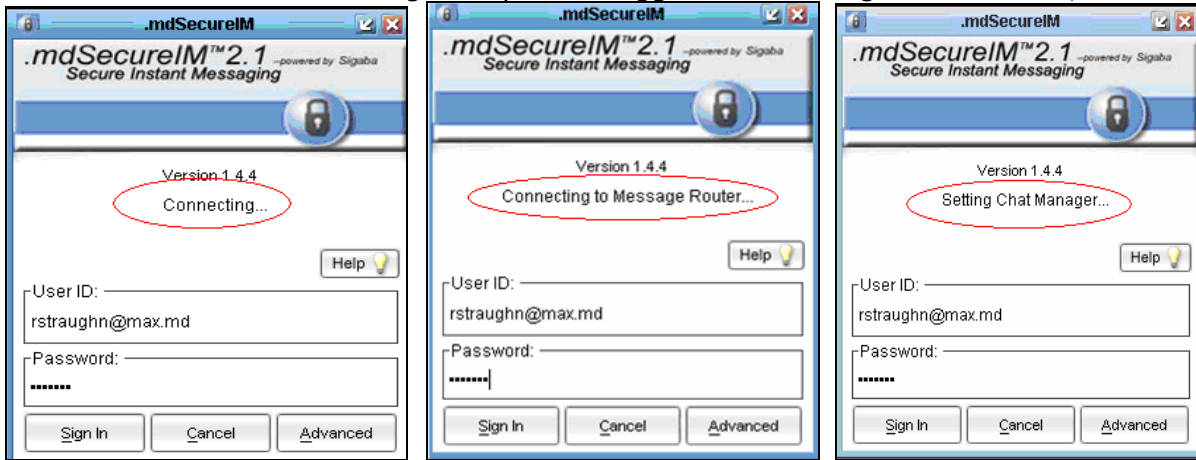 .mdSecureIM
.mdSecureIM™2.1 -powered by Sigaba
Secure Instant Messaging
Version 1.4.4
Connecting...
Help
User ID:
rstraughn@max.md
Password:
•••••••
Sign In Cancel Advanced
.mdSecureIM
.mdSecureIM™2.1 -powered by Sigaba
Secure Instant Messaging
Version 1.4.4
Connecting to Message Router...
Help
User ID:
rstraughn@max.md
Password:
•••••••
Sign In Cancel Advanced
.mdSecureIM
.mdSecureIM™2.1 -powered by Sigaba
Secure Instant Messaging
Version 1.4.4
Setting Chat Manager...
Help
User ID:
rstraughn@max.md
Password:
•••••••
Sign In Cancel Advanced